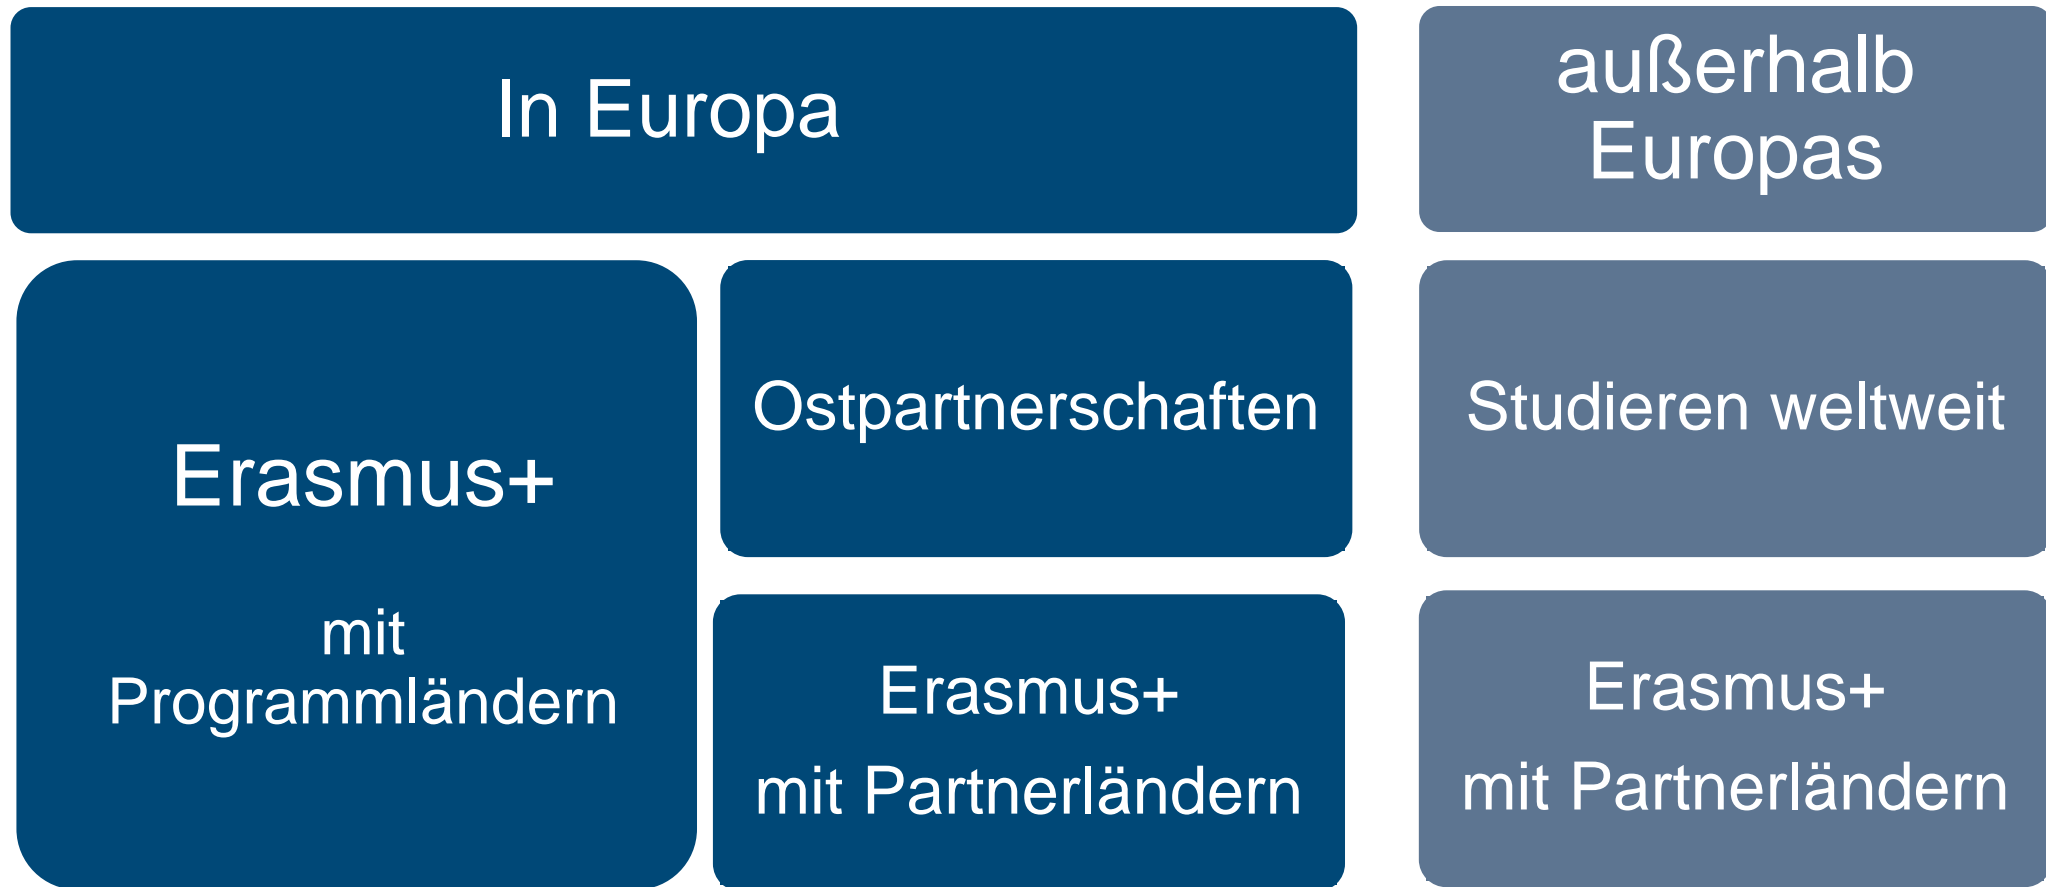 In Europa
außerhalb
Europas
Erasmus+
mit
Programmländern
Ostpartnerschaften
Studieren weltweit
Erasmus+
mit Partnerländern
Erasmus+
mit Partnerländern